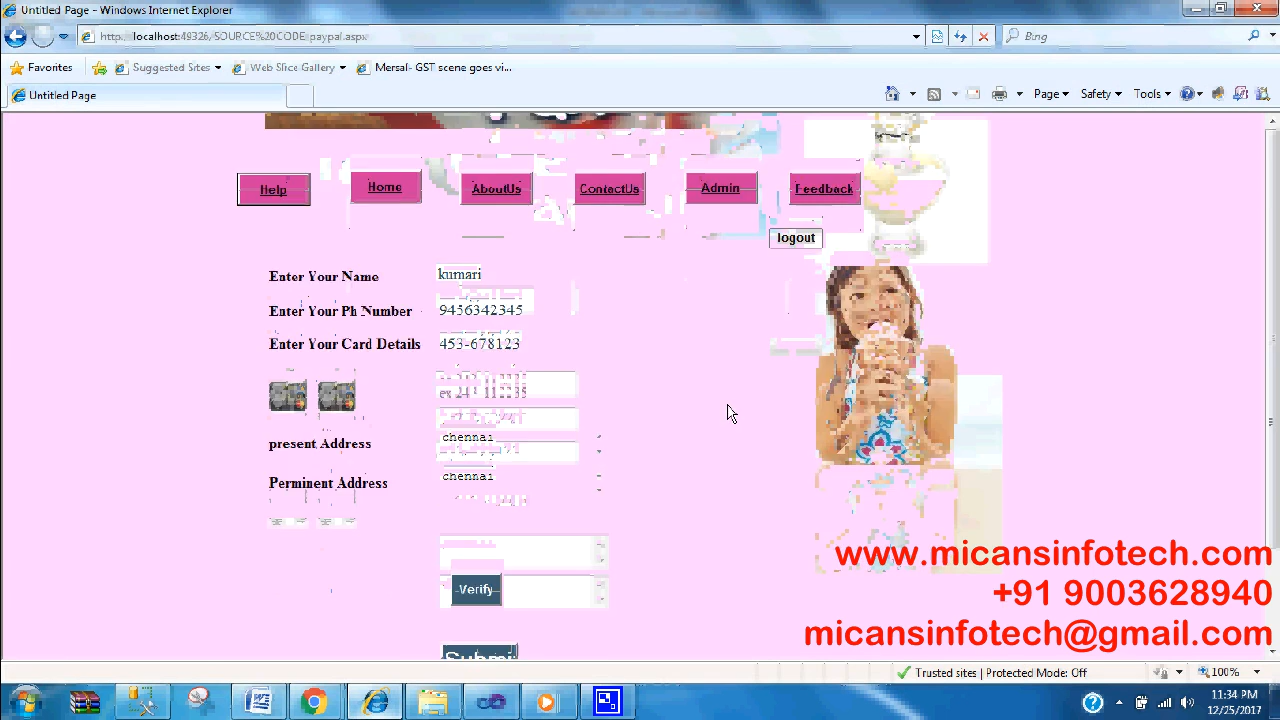 Untitled Page - Windows Internet Explorer
localhost:49326/SOURCE%20CODE/paypal.aspx
Bing
Favorites
Suggested Sites
Web Slice Gallery
Mersal- GST scene goes vi...
Untitled Page
Page
Safety
Tools
Help
Home
AboutUs
ContactUs
Admin
Feedback
logout
Enter Your Name
kumari
Enter Your Ph Number
9456342345
Enter Your Card Details
453-678123
present Address
chennai
Perminent Address
chennai
Verify
www.micansinfotech.com
+91 9003628940
micansinfotech@gmail.com
Trusted sites | Protected Mode: Off
100%
11:34 PM
12/25/2017